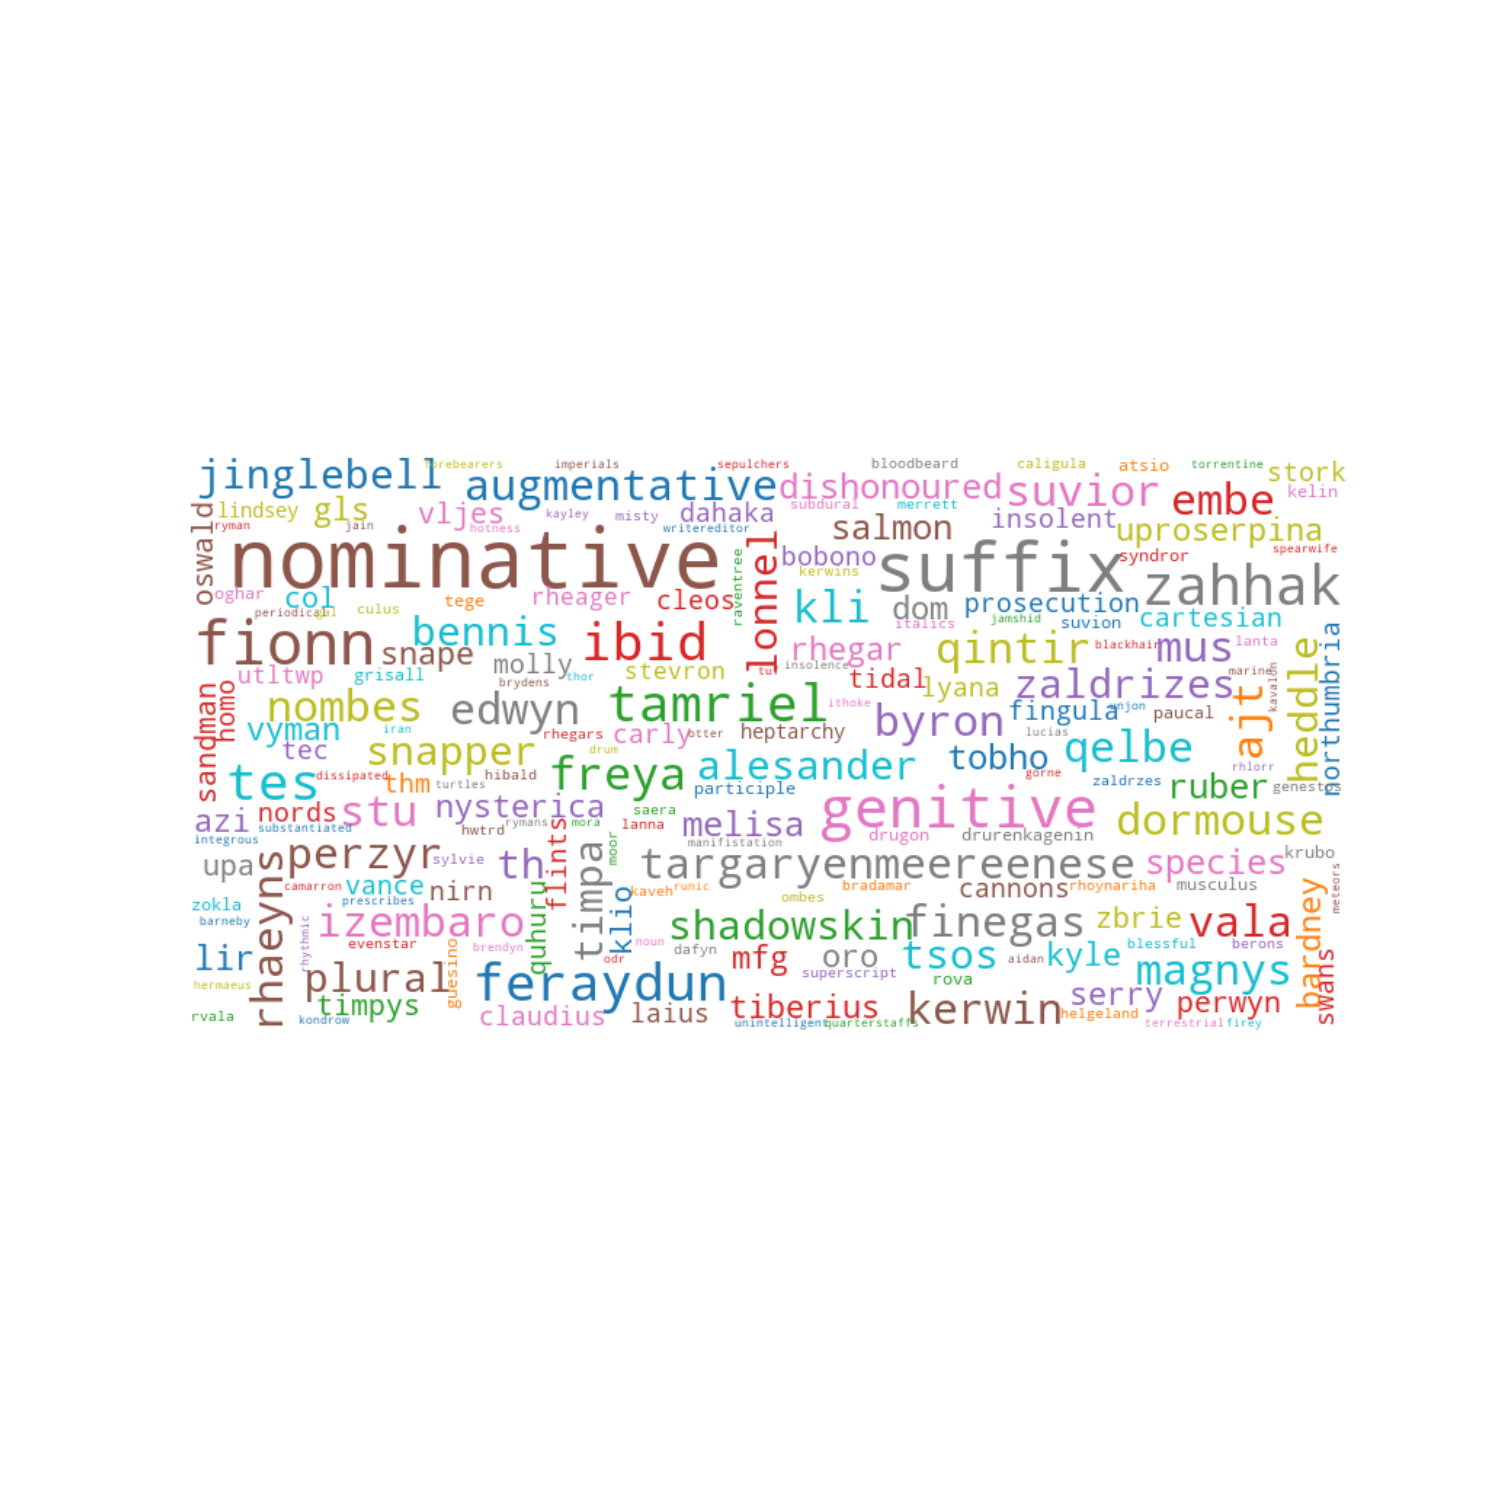 jinglebell
forebearers
imperials
sepulchers
bloodbeard
caligula
atsio
torrentine
stork
augmentative
dishonoured
suvior
embe
kelin
lindsey
gls
vljes
kayley
misty
dahaka
subdural
merrett
insolent
uproserpina
oswald
ryman
jain
hotness
writereditor
salmon
nominative
raventree
lonnel
bobono
suffix
syndror
spearwife
kerwins
zahhak
oghar
col
tege
rheager
cleos
kli
dom
prosecution
periodical
gal
culus
italics
jamshid
suvion
cartesian
fionn
bennis
ibid
rhegar
qintir
blackhair
mus
lanta
heddle
northumbria
snape
molly
stevron
tuf
insolence
tidal
lyana
zaldrizes
marine
kavalon
utltwp
grisall
brydens
thor
sandman
homo
nombes
edwyn
tamriel
ithoke
byron
fingula
unjon
paucal
ajt
vyman
iran
rhegars
carly
otter
heptarchy
lucias
tec
snapper
drum
tobho
qelbe
tes
dissipated
thm
turtles
hibald
freya
alesander
gorne
zaldrzes
rhlorr
ruber
genestos
participle
azi
nords
stu
nysterica
saera
genitive
dormouse
substantiated
integrous
hwtrd
rymans
mora
lanna
melisa
drugon
drurenkagenin
flints
moor
manifistation
upa
rhaeyns
perzyr
sylvie
th
timpa
targaryenmeereenese
species
krubo
camarron
vance
nirn
quhuru
klio
kaveh
runic
bradamar
cannons
rhoynariha
musculus
meteors
zokla
prescribes
ombes
bardney
barneby
izembaro
shadowskin
finegas
zbrie
vala
rhythmic
evenstar
guesino
brendyn
noun
dafyn
odr
lir
mfg
oro
tsos
aidan
kyle
blessful
berons
swans
hermaeus
plural
feraydun
superscript
rova
magnys
rvala
timpys
kondrow
claudius
laius
tiberius
kerwin
serry
perwyn
helgeland
unintelligent
quarterstaffs
terrestrial
firey